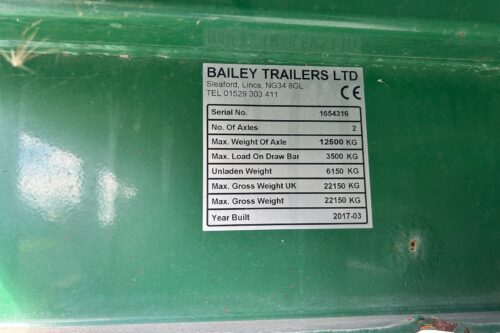 BAILEY TRAILERS LTD
Sleaford, Lincs, NG34 8GL
TEL 01529 303 411
CE
Serial No. 1654316
No. Of Axles 2
Max. Weight Of Axle 12500 KG
Max. Load On Draw Bar 3500 KG
Unladen Weight 6150 KG
Max. Gross Weight UK 22150 KG
Max. Gross Weight 22150 KG
Year Built 2017-03